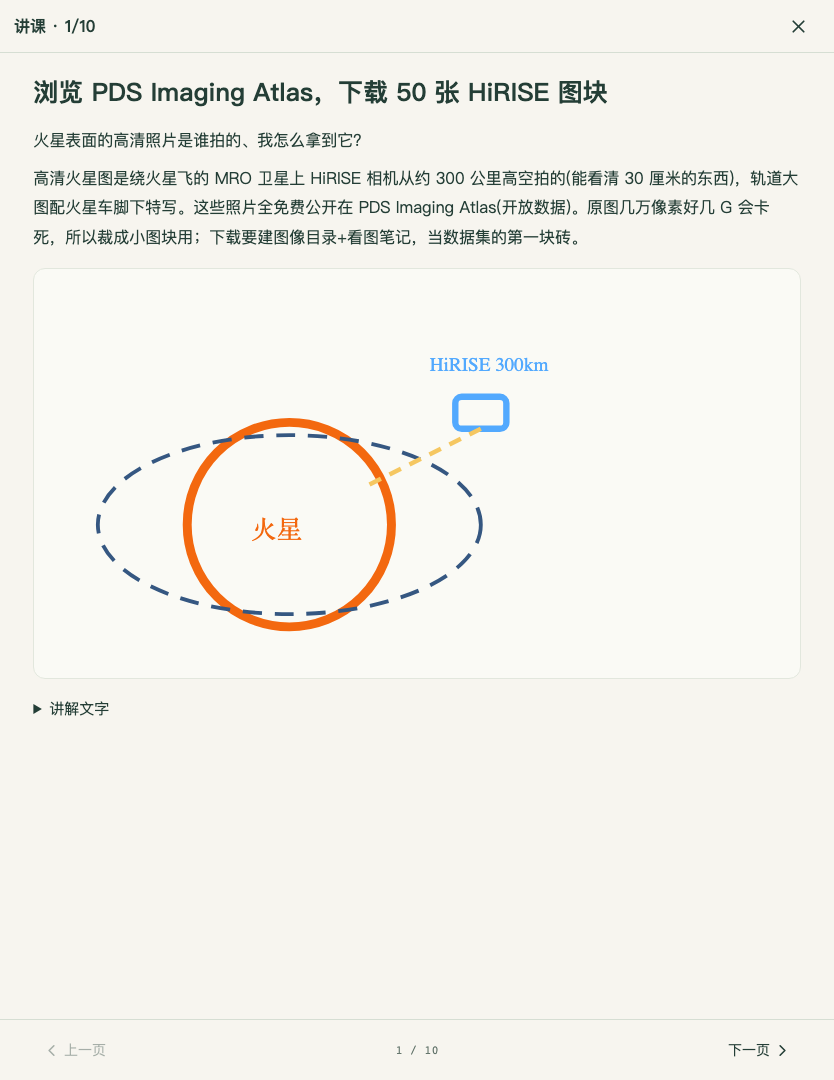 讲课 · 1/10
浏览 PDS Imaging Atlas，下载 50 张 HiRISE 图块
火星表面的高清照片是谁拍的、我怎么拿到它?
高清火星图是绕火星飞的 MRO 卫星上 HiRISE 相机从约 300 公里高空拍的(能看清 30 厘米的东西)，轨道大
图配火星车脚下特写。这些照片全免费公开在 PDS Imaging Atlas(开放数据)。原图几万像素好几 G 会卡
死，所以裁成小图块用；下载要建图像目录+看图笔记，当数据集的第一块砖。
HiRISE 300km
火星
讲解文字
上一页
1 / 10
下一页